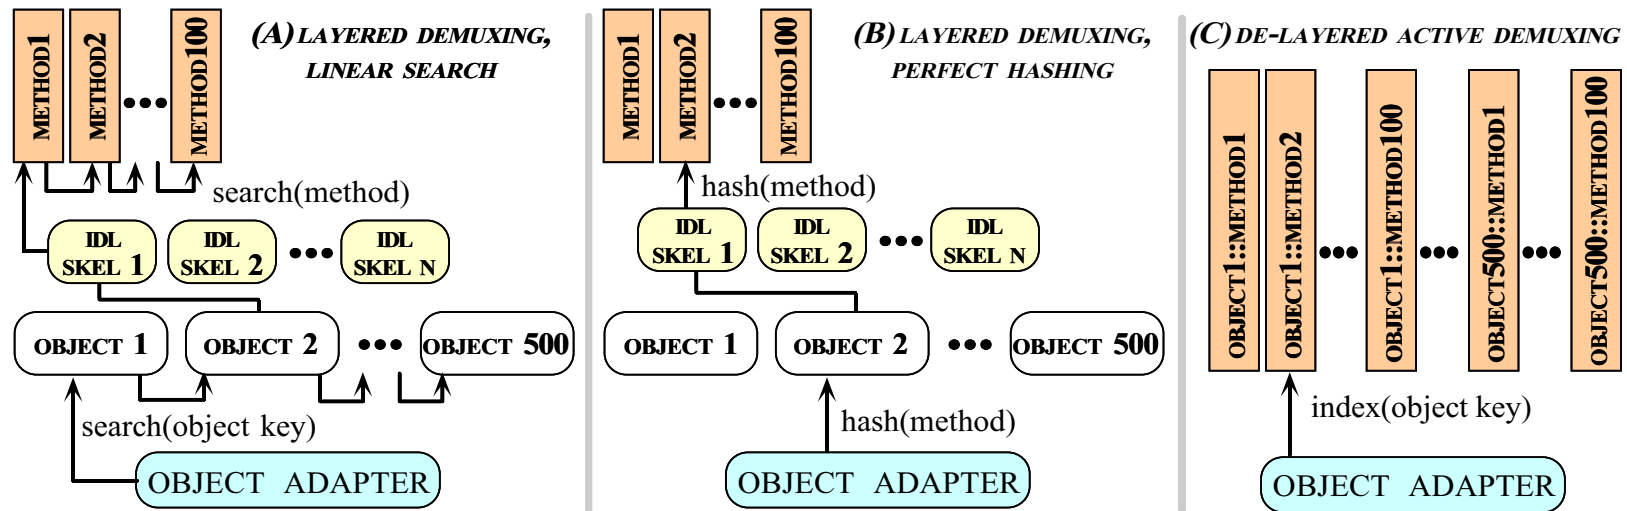 (A) LAYERED DEMUXING,
LINEAR SEARCH
METHOD1
METHOD2
METHOD100
search(method)
IDL
SKEL 1
IDL
SKEL 2
IDL
SKEL N
OBJECT 1
OBJECT 2
OBJECT 500
search(object key)
OBJECT ADAPTER
(B) LAYERED DEMUXING,
PERFECT HASHING
METHOD1
METHOD2
METHOD100
hash(method)
IDL
SKEL 1
IDL
SKEL 2
IDL
SKEL N
OBJECT 1
OBJECT 2
OBJECT 500
hash(method)
OBJECT ADAPTER
(C) DE-LAYERED ACTIVE DEMUXING
OBJECT1::METHOD1
OBJECT1::METHOD2
OBJECT1::METHOD100
OBJECT500::METHOD1
OBJECT500::METHOD100
index(object key)
OBJECT ADAPTER